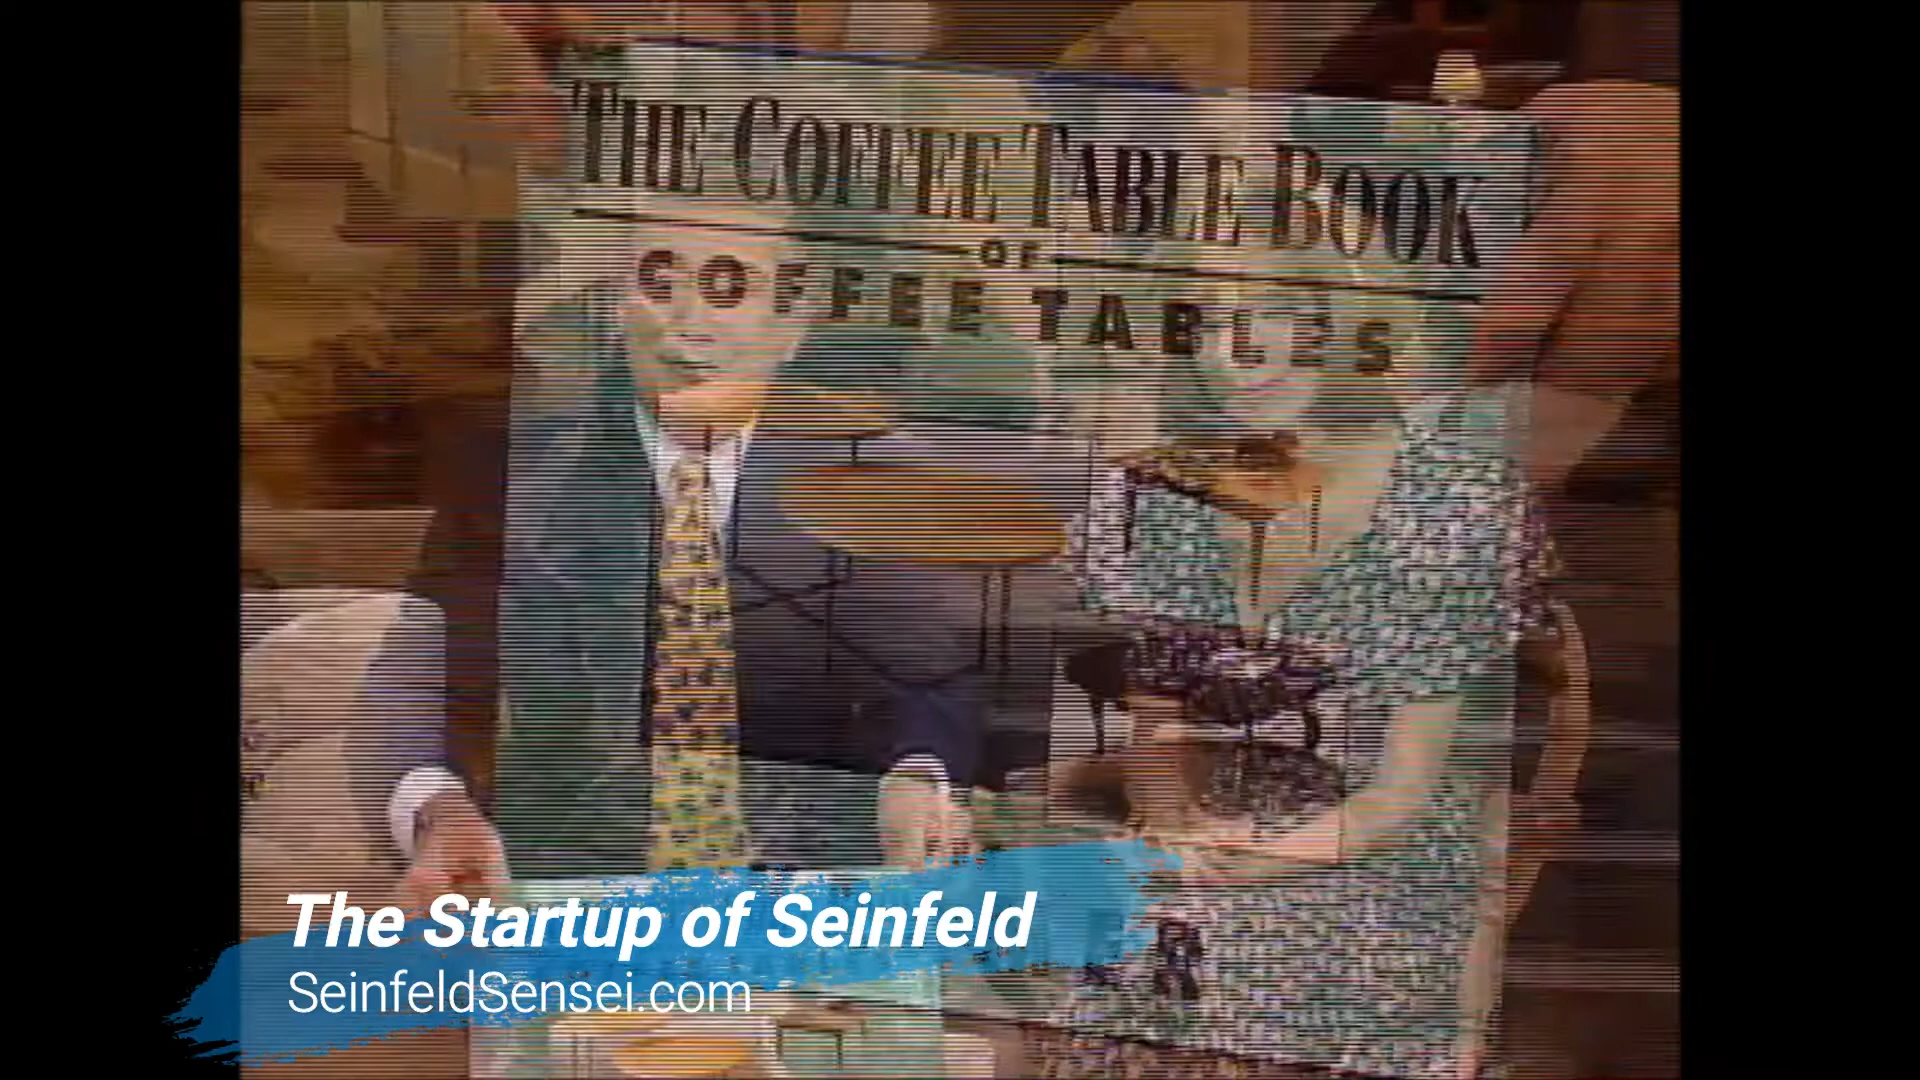 THE COFFEE TABLE BOOK
OF
COFFEE TABLES
The Startup of Seinfeld
SeinfeldSensei.com